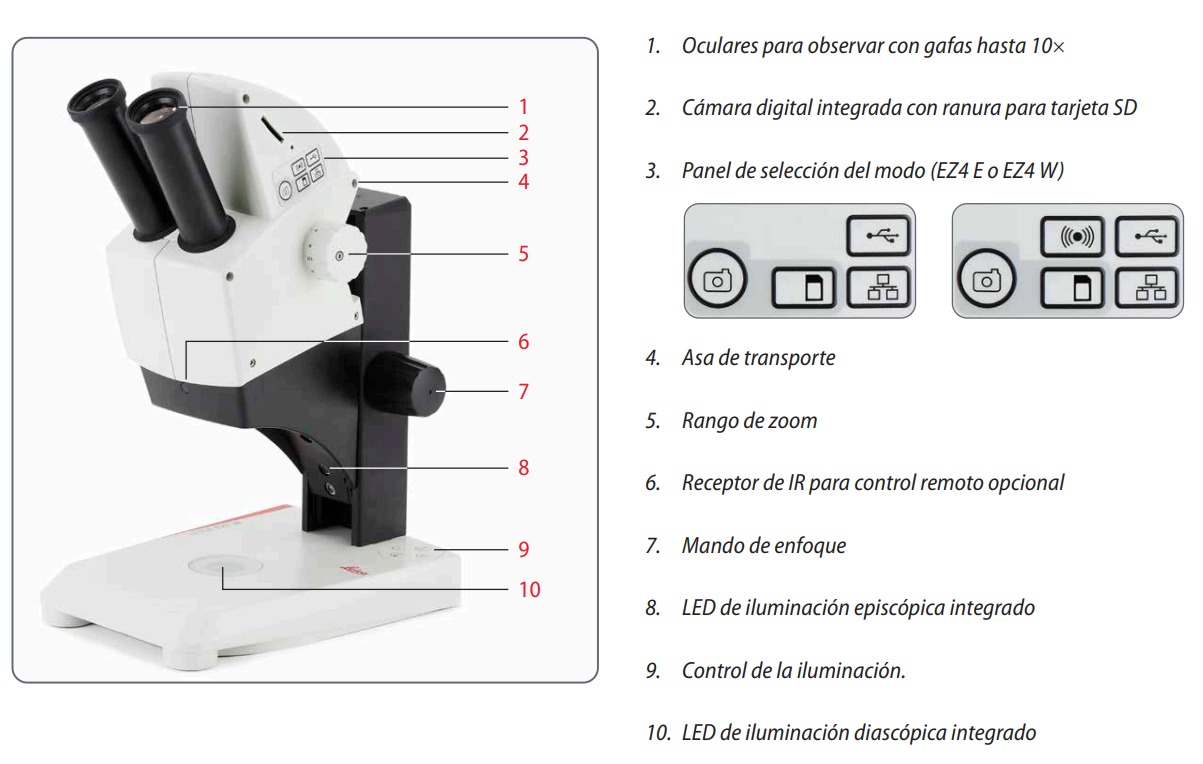 1
2
3
4
5
6
7
8
9
10
1. Oculares para observar con gafas hasta 10×
2. Cámara digital integrada con ranura para tarjeta SD
3. Panel de selección del modo (EZ4 E o EZ4 W)
4. Asa de transporte
5. Rango de zoom
6. Receptor de IR para control remoto opcional
7. Mando de enfoque
8. LED de iluminación episcópica integrado
9. Control de la iluminación.
10. LED de iluminación diascópica integrado